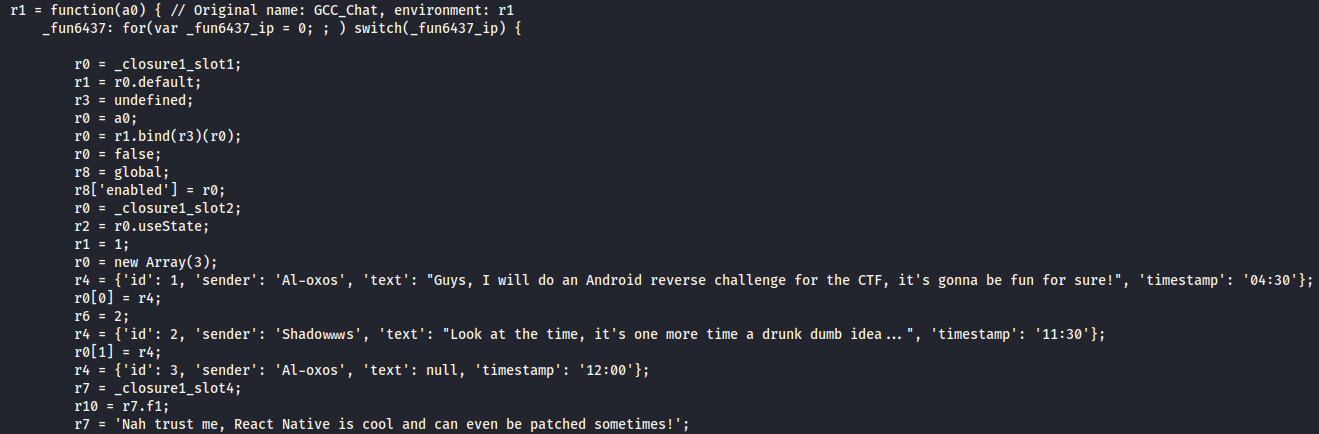 r1 = function(a0) { // Original name: GCC_Chat, environment: r1
_fun6437: for(var _fun6437_ip = 0; ; ) switch(_fun6437_ip) {
r0 = _closure1_slot1;
r1 = r0.default;
r3 = undefined;
r0 = a0;
r0 = r1.bind(r3)(r0);
r0 = false;
r8 = global;
r8['enabled'] = r0;
r0 = _closure1_slot2;
r2 = r0.useState;
r1 = 1;
r0 = new Array(3);
r4 = {'id': 1, 'sender': 'Al-oxos', 'text': "Guys, I will do an Android reverse challenge for the CTF, it's gonna be fun for sure!", 'timestamp': '04:30'};
r0[0] = r4;
r6 = 2;
r4 = {'id': 2, 'sender': 'Shadowwws', 'text': "Look at the time, it's one more time a drunk dumb idea...", 'timestamp': '11:30'};
r0[1] = r4;
r4 = {'id': 3, 'sender': 'Al-oxos', 'text': null, 'timestamp': '12:00'};
r7 = _closure1_slot4;
r10 = r7.f1;
r7 = 'Nah trust me, React Native is cool and can even be patched sometimes!';